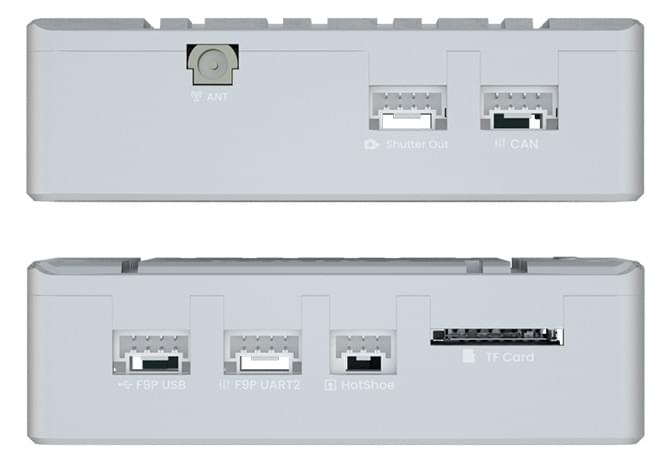 ANT
Shutter Out
CAN
F9P USB
F9P UART2
HotShoe
TF Card